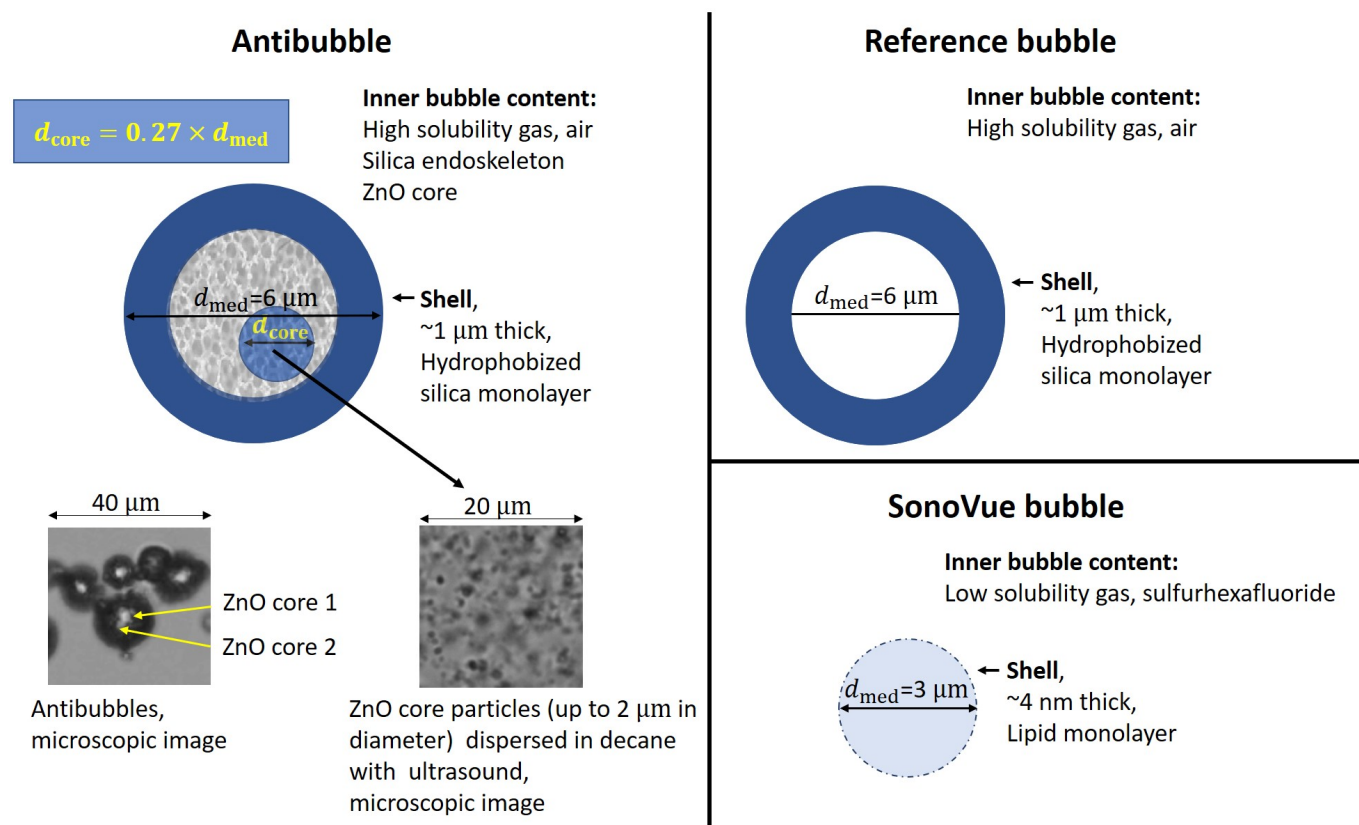 Antibubble
d_core = 0.27 × d_med
Inner bubble content:
High solubility gas, air
Silica endoskeleton
ZnO core
d_med=6 μm
d_core
Shell,
~1 μm thick,
Hydrophobized
silica monolayer
40 μm
ZnO core 1
ZnO core 2
Antibubbles,
microscopic image
20 μm
ZnO core particles (up to 2 μm in
diameter) dispersed in decane
with ultrasound,
microscopic image
Reference bubble
Inner bubble content:
High solubility gas, air
d_med=6 μm
Shell,
~1 μm thick,
Hydrophobized
silica monolayer
SonoVue bubble
Inner bubble content:
Low solubility gas, sulfurhexafluoride
d_med=3 μm
Shell,
~4 nm thick,
Lipid monolayer